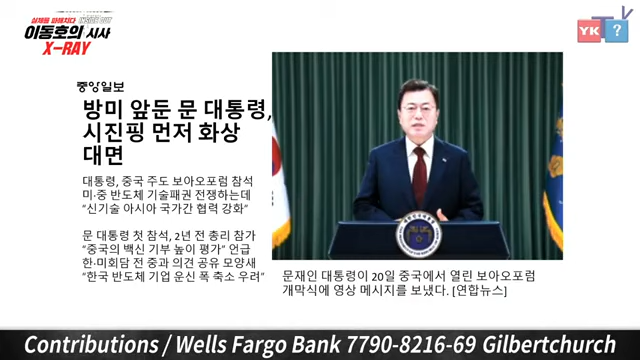 실체를 파헤치다 INSIDE OUT
이동호의 시사
X-RAY
YK
T
V
?
중앙일보
방미 앞둔 문 대통령,
시진핑 먼저 화상
대면
대통령, 중국 주도 보아오포럼 참석
미·중 반도체 기술패권 전쟁하는데
“신기술 아시아 국가간 협력 강화”
문 대통령 첫 참석, 2년 전 총리 참가
“중국의 백신 기부 높이 평가” 언급
한·미회담 전 중과 의견 공유 모양새
“한국 반도체 기업 운신 폭 축소 우려”
문재인 대통령이 20일 중국에서 열린 보아오포럼
개막식에 영상 메시지를 보냈다. [연합뉴스]
Contributions / Wells Fargo Bank 7790-8216-69 Gilbertchurch